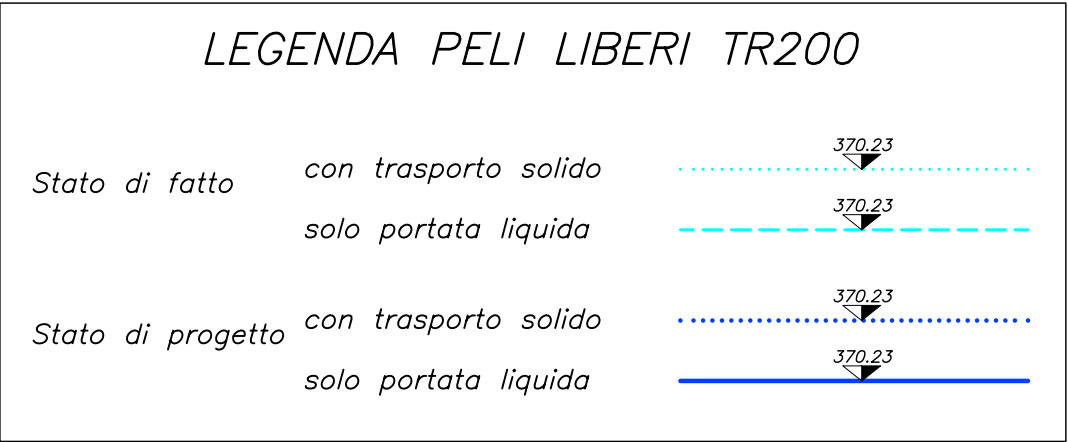 LEGENDA PELI LIBERI TR200
Stato di fatto
con trasporto solido
370.23
solo portata liquida
370.23
Stato di progetto
con trasporto solido
370.23
solo portata liquida
370.23